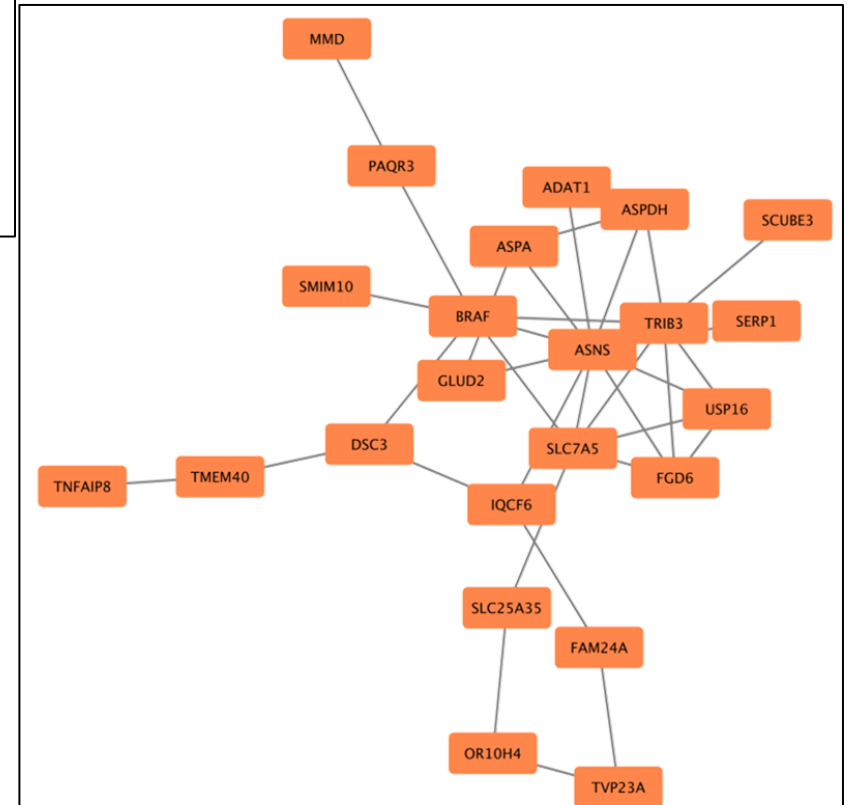 MMD
PAQR3
ADAT1
ASPDH
SCUBE3
ASPA
SMIM10
BRAF
TRIB3
SERP1
ASNS
GLUD2
USP16
DSC3
SLC7A5
TNFAIP8
TMEM40
FGD6
IQCF6
SLC25A35
FAM24A
OR10H4
TVP23A